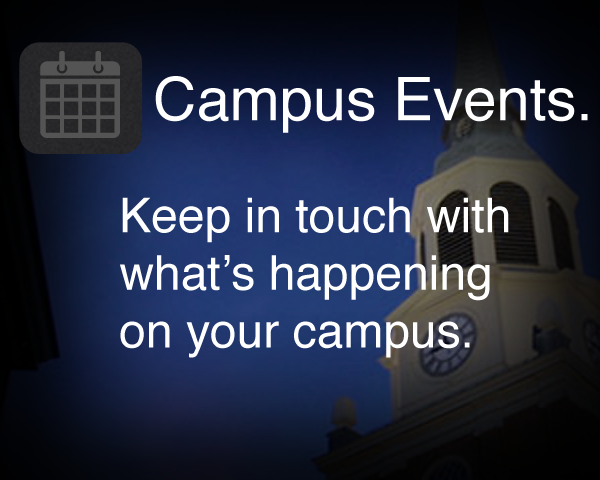 Campus Events.
Keep in touch with
what’s happening
on your campus.